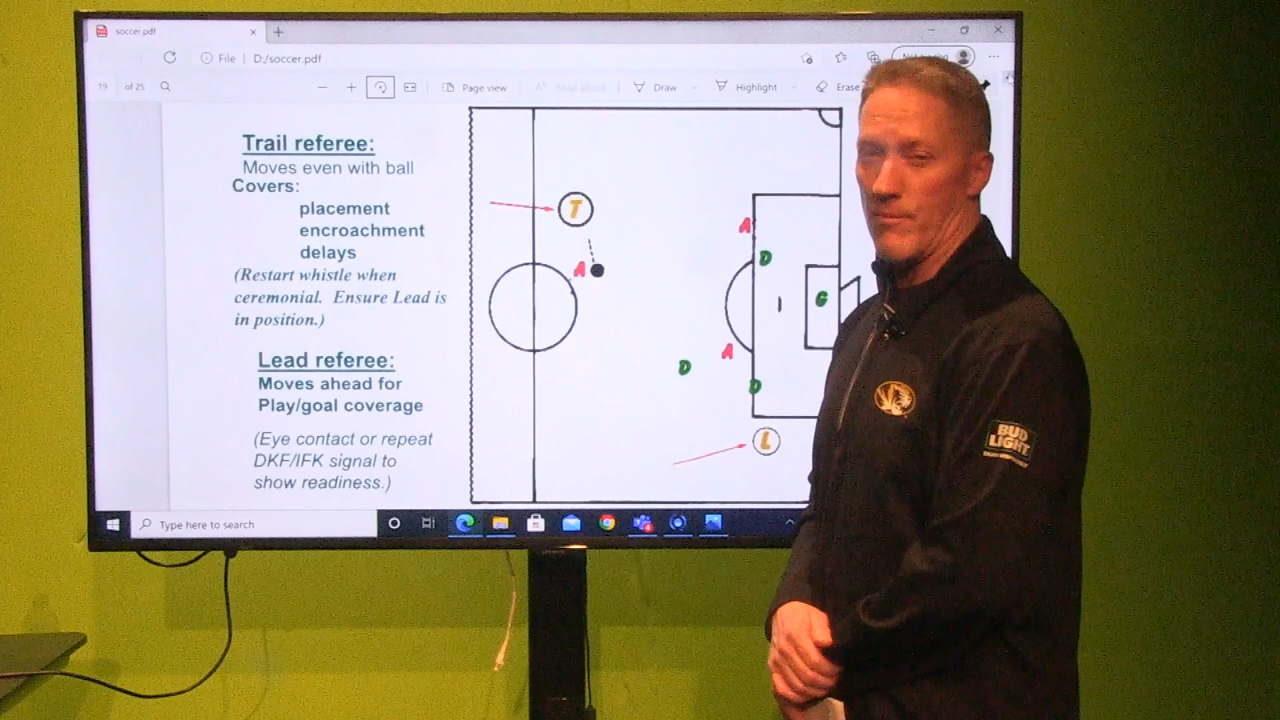 soccer.pdf
File
D:/soccer.pdf
19
of 25
Page view
Read aloud
Draw
Highlight
Erase
Trail referee:
Moves even with ball
Covers:
placement
encroachment
delays
(Restart whistle when
ceremonial. Ensure Lead is
in position.)
Lead referee:
Moves ahead for
Play/goal coverage
(Eye contact or repeat
DKF/IFK signal to
show readiness.)
T
A
A
D
G
A
D
D
L
BUD
LIGHT
Type here to search